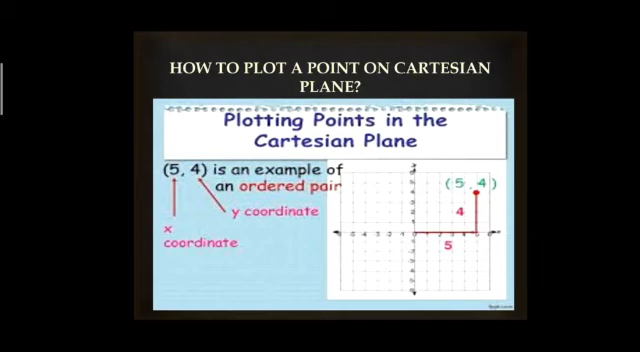 HOW TO PLOT A POINT ON CARTESIAN
PLANE?
Plotting Points in the
Cartesian Plane
(5, 4) is an example of
an ordered pair
y coordinate
x
coordinate
(5, 4)
4
5